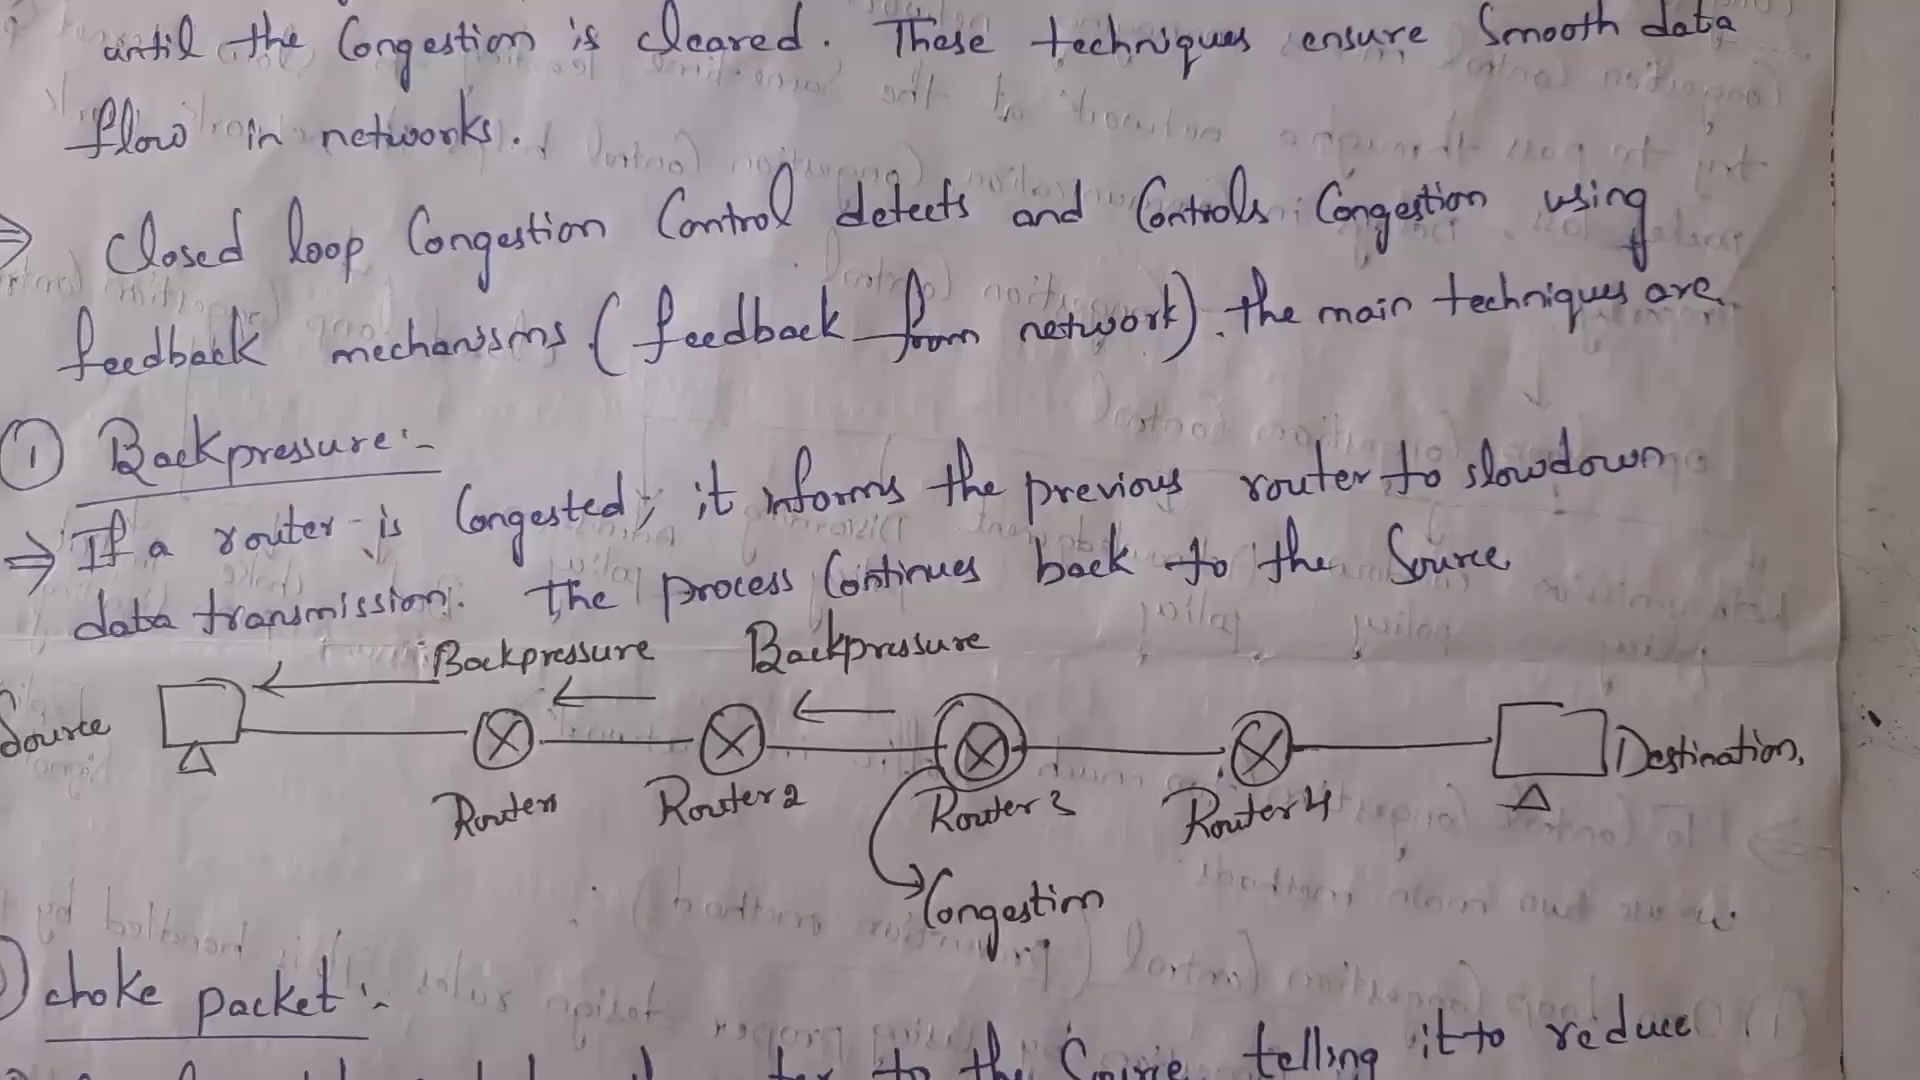 until the Congestion is cleared. These techniques ensure Smooth data
flow in networks.
⇒ Closed loop Congestion Control detects and Controls Congestion using
feedback mechanisms (feedback from network). the main techniques are
① Backpressure:-
⇒ If a router is Congested, it informs the previous router to slowdown
data transmission. the process Continues back to the Source
Backpressure Backpressure
Source Destination.
Router1 Router2 Router3 Router4
Congestion
choke packet:-
to the Source telling it to reduce